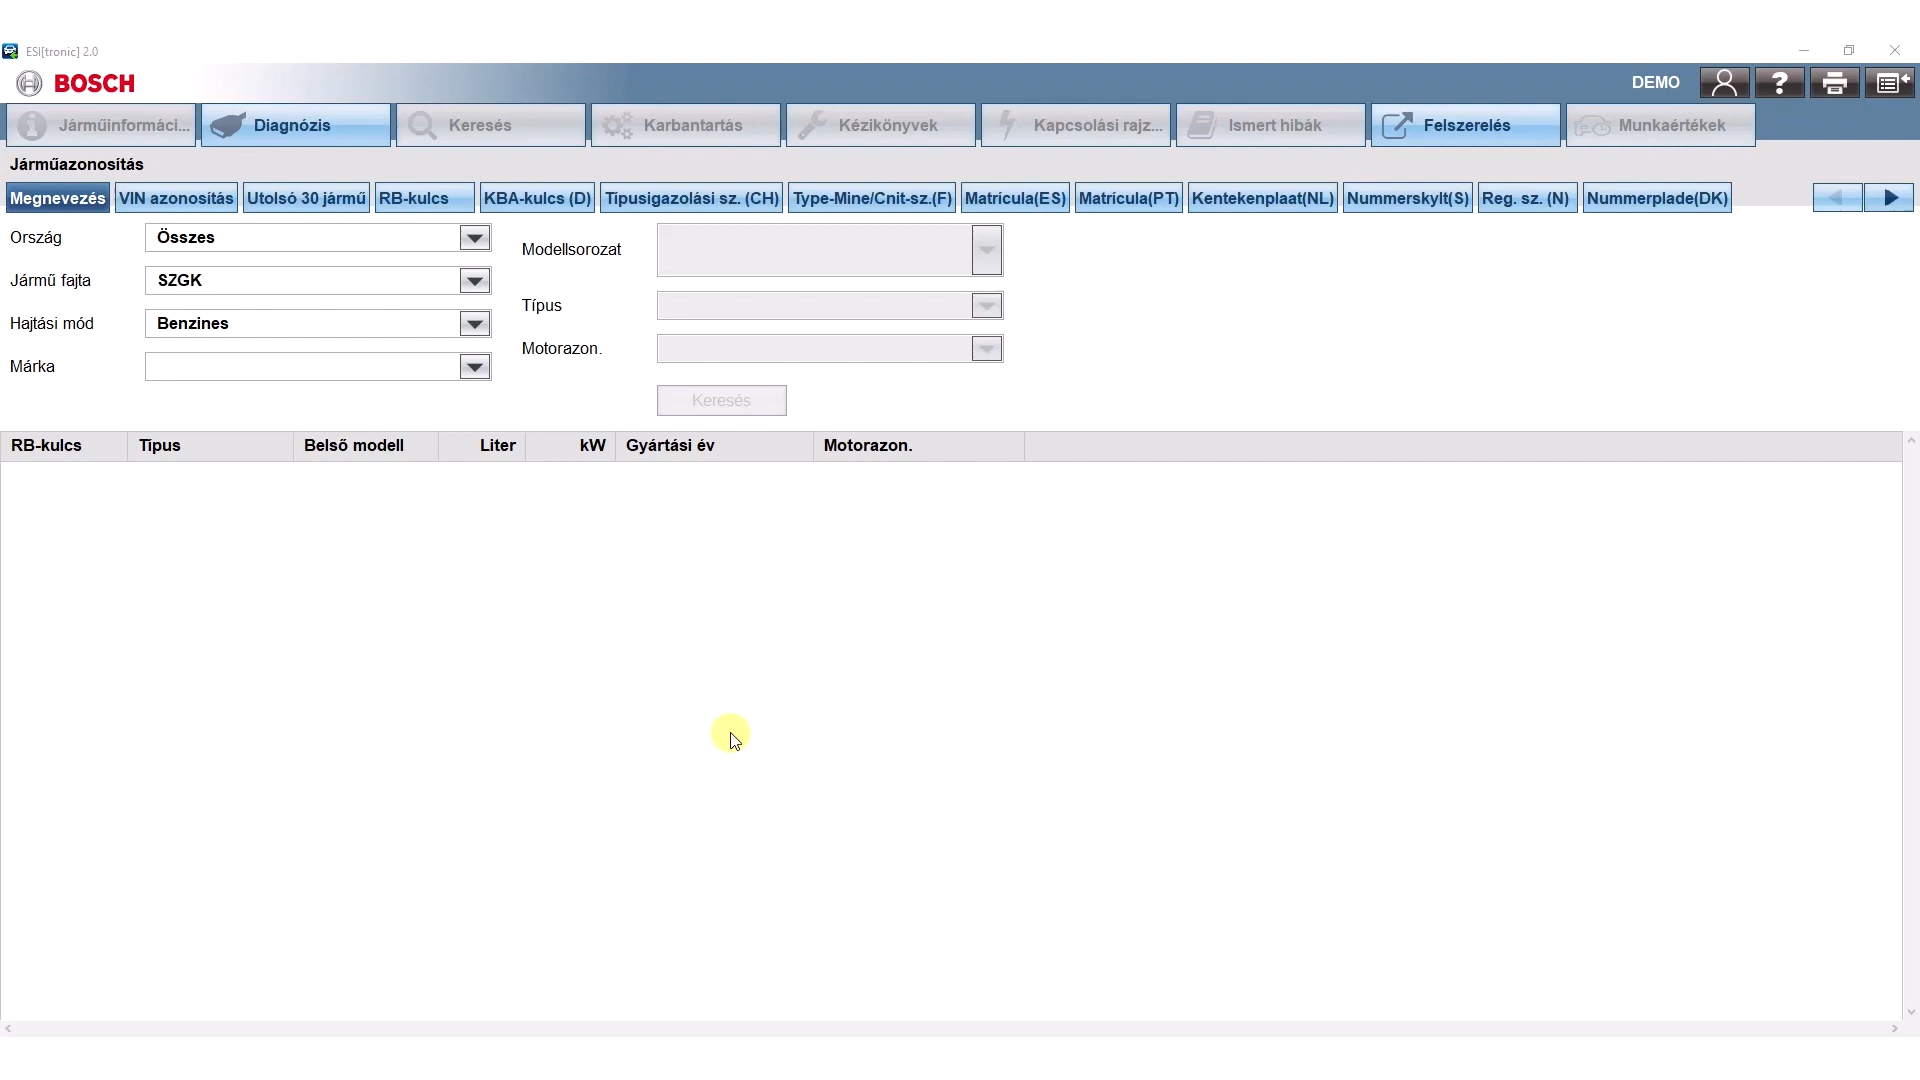 ESI[tronic] 2.0
BOSCH
DEMO
?
Járműinformáci...
Diagnózis
Keresés
Karbantartás
Kézikönyvek
Kapcsolási rajz...
Ismert hibák
Felszerelés
Munkaértékek
Járműazonosítás
Megnevezés
VIN azonosítás
Utolsó 30 jármű
RB-kulcs
KBA-kulcs (D)
Típusigazolási sz. (CH)
Type-Mine/Cnit-sz.(F)
Matrícula(ES)
Matrícula(PT)
Kentekenplaat(NL)
Nummerskylt(S)
Reg. sz. (N)
Nummerplade(DK)
Ország
Összes
Jármű fajta
SZGK
Hajtási mód
Benzines
Márka
Modellsorozat
Típus
Motorazon.
Keresés
RB-kulcs
Típus
Belső modell
Liter
kW
Gyártási év
Motorazon.